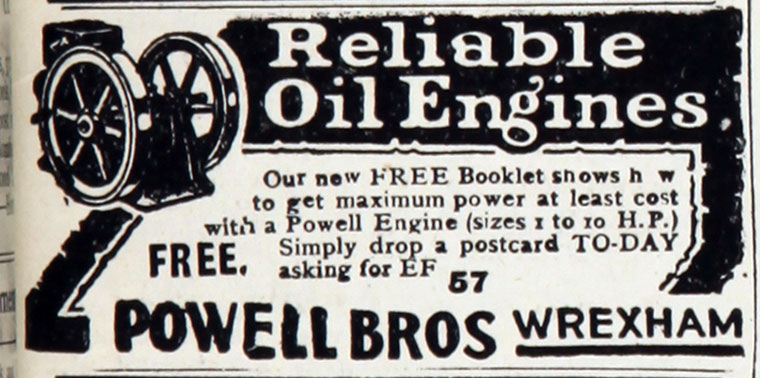 Reliable
Oil Engines
Our new FREE Booklet shows h w
to get maximum power at least cost
with a Powell Engine (sizes 1 to 10 H.P.)
Simply drop a postcard TO-DAY
FREE. asking for EF 57
POWELL BROS WREXHAM